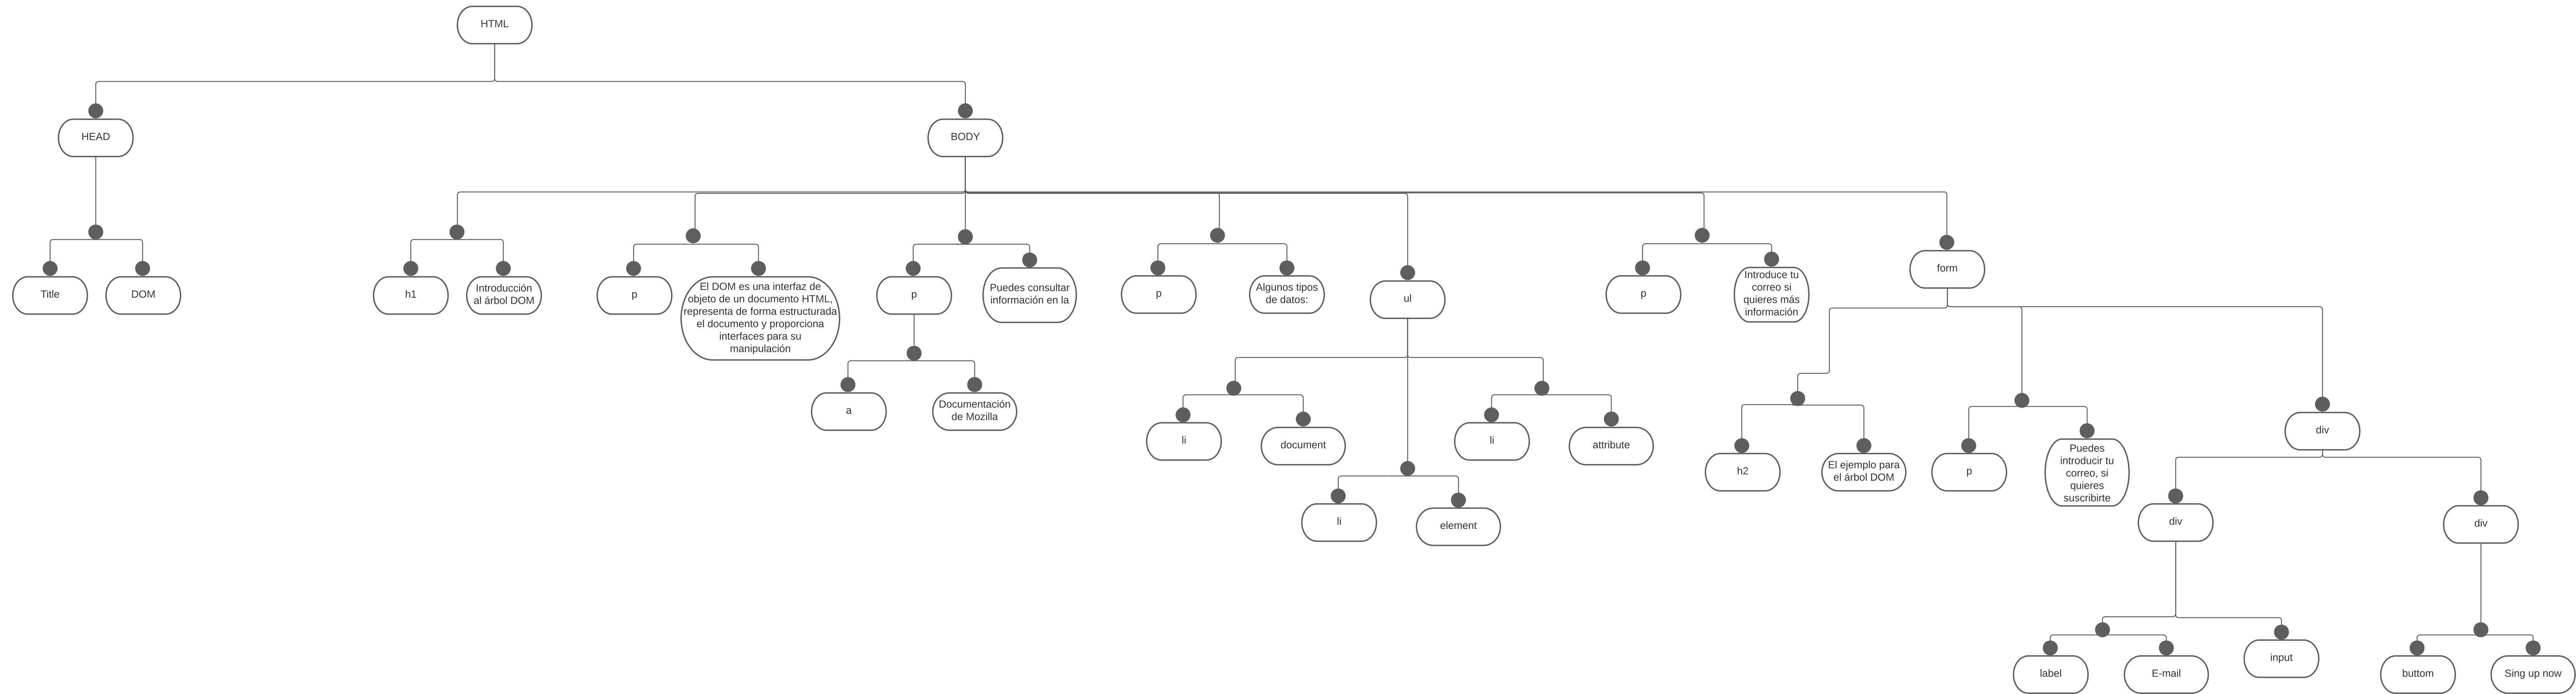 HTML
HEAD
BODY
Title
DOM
h1
Introducción
al árbol DOM
p
El DOM es una interfaz de
objeto de un documento HTML,
representa de forma estructurada
el documento y proporciona
interfaces para su
manipulación
p
Puedes consultar
información en la
p
Algunos tipos
de datos:
ul
p
Introduce tu
correo si
quieres más
información
form
a
Documentación
de Mozilla
li
document
li
attribute
li
element
h2
El ejemplo para
el árbol DOM
p
Puedes
introducir tu
correo, si
quieres
suscribirte
div
div
div
label
E-mail
input
buttom
Sing up now